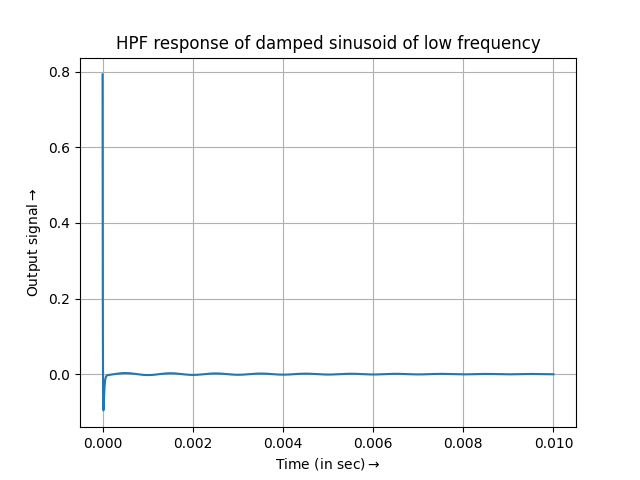 HPF response of damped sinusoid of low frequency
0.8
0.6
0.4
0.2
0.0
Output signal→
0.000 0.002 0.004 0.006 0.008 0.010
Time (in sec)→